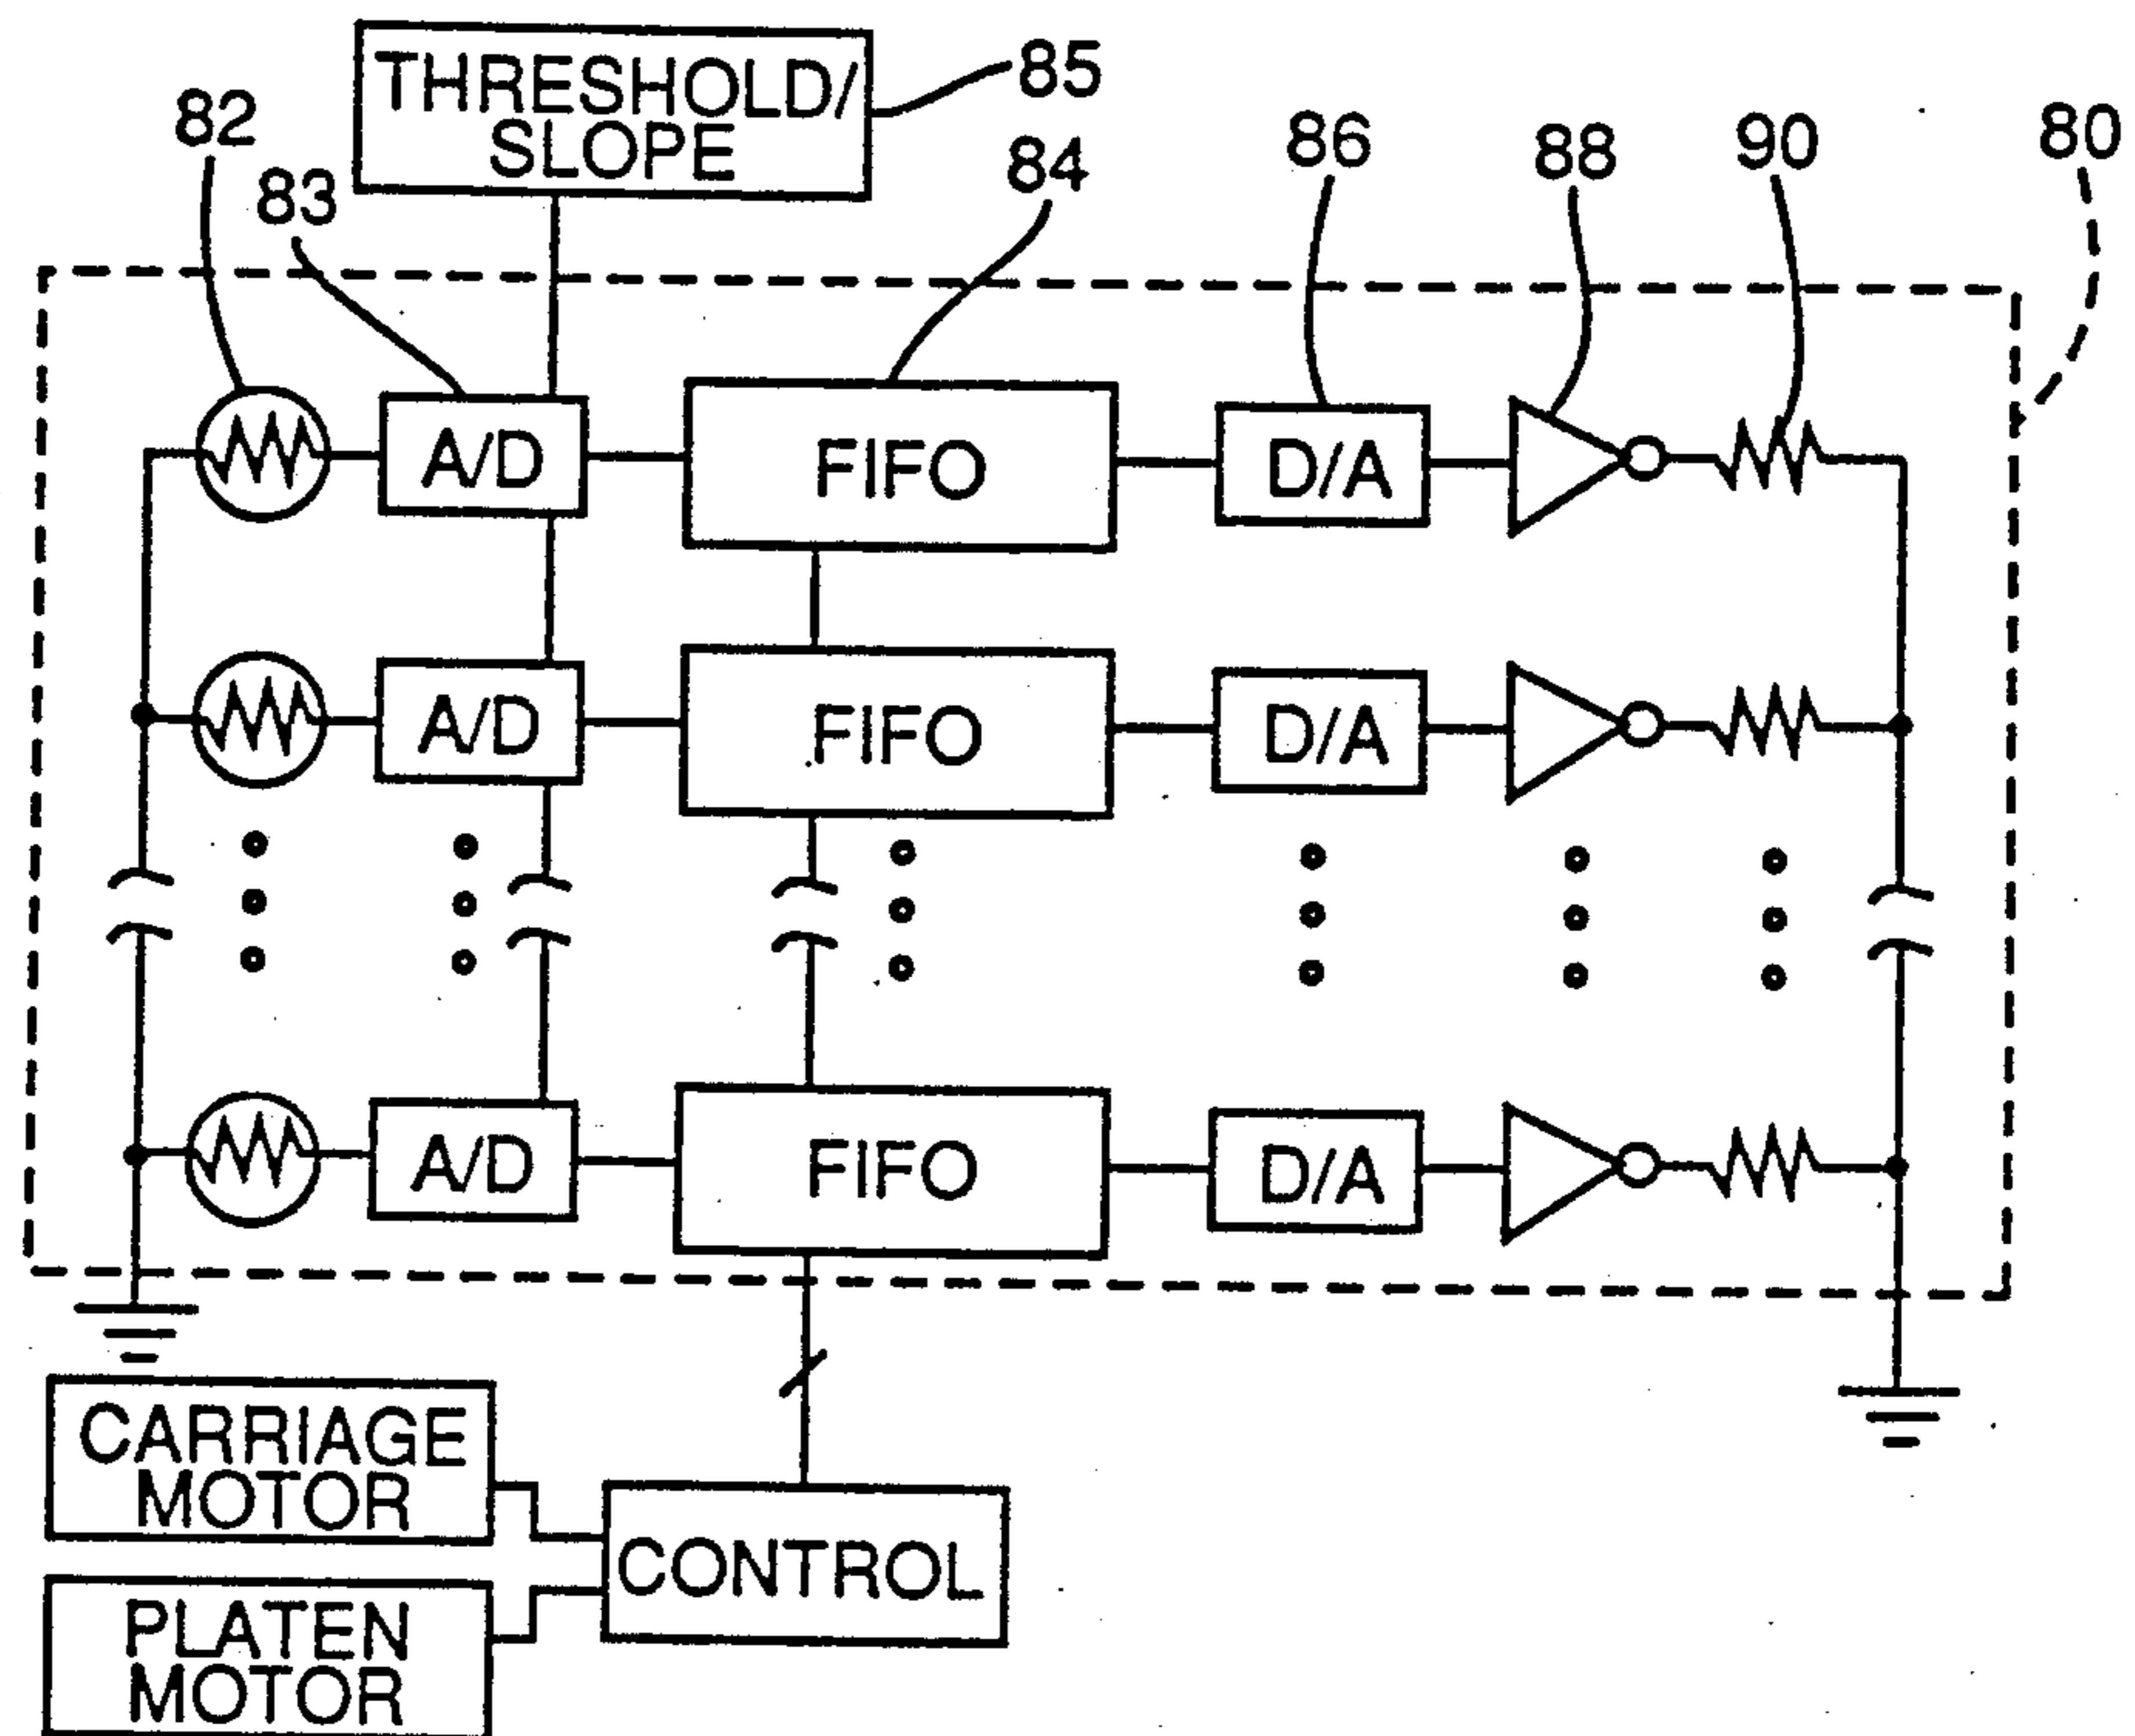 THRESHOLD/
SLOPE
85
82
83
84
86
88
90
80
A/D
FIFO
D/A
A/D
FIFO
D/A
A/D
FIFO
D/A
CARRIAGE
MOTOR
CONTROL
PLATEN
MOTOR